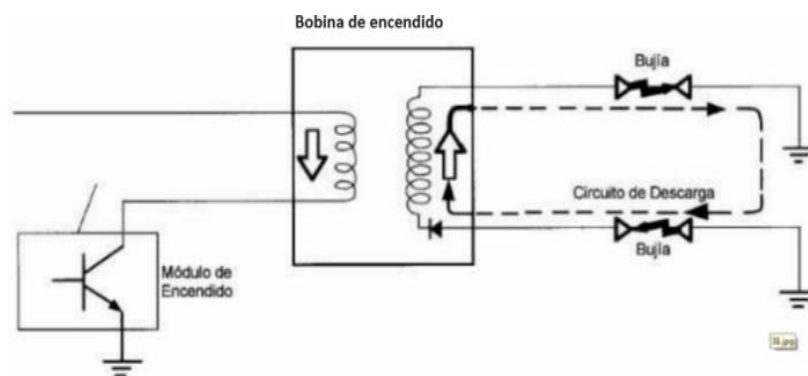 Bobina de encendido
Bujía
Circuito de Descarga
Bujía
Módulo de
Encendido